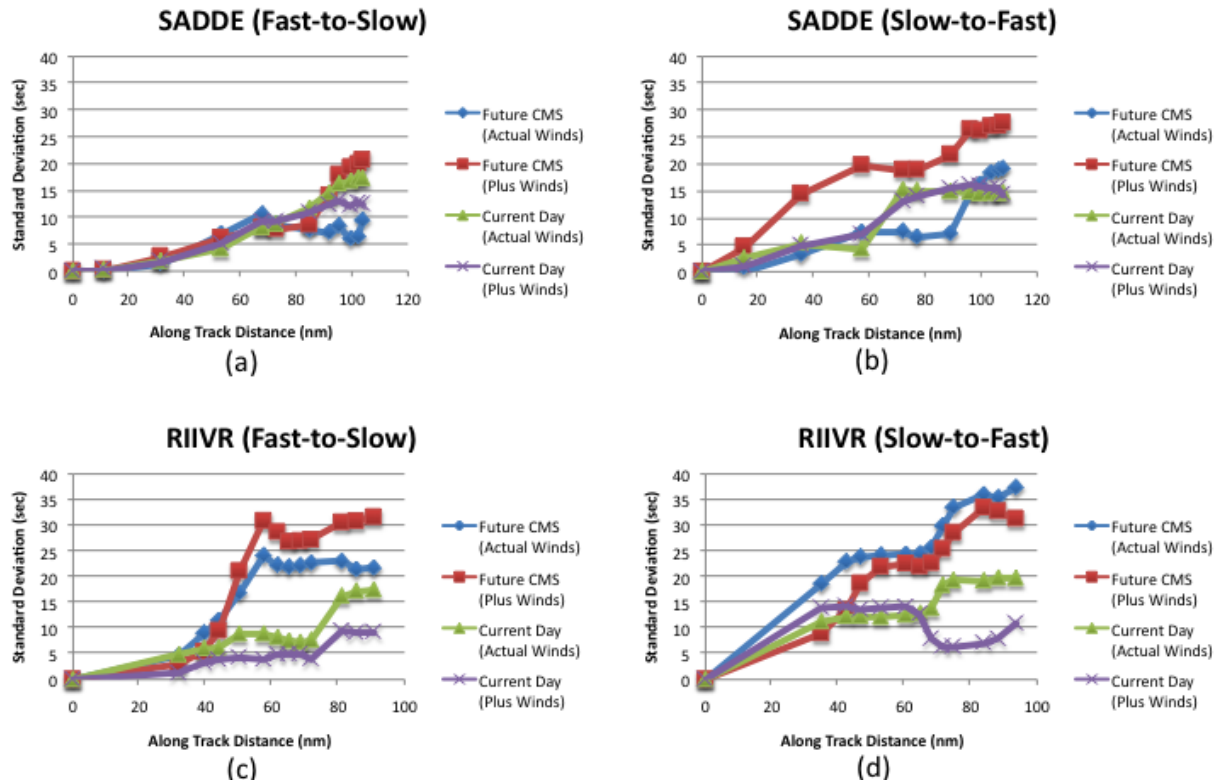 SADDE (Fast-to-Slow)
Standard Deviation (sec)
40
35
30
25
20
15
10
5
0
0 20 40 60 80 100 120
Along Track Distance (nm)
Future CMS
(Actual Winds)
Future CMS
(Plus Winds)
Current Day
(Actual Winds)
Current Day
(Plus Winds)
(a)
SADDE (Slow-to-Fast)
Standard Deviation (sec)
40
35
30
25
20
15
10
5
0
0 20 40 60 80 100 120
Along Track Distance (nm)
Future CMS
(Actual Winds)
Future CMS
(Plus Winds)
Current Day
(Actual Winds)
Current Day
(Plus Winds)
(b)
RIIVR (Fast-to-Slow)
Standard Deviation (sec)
40
35
30
25
20
15
10
5
0
0 20 40 60 80 100
Along Track Distance (nm)
Future CMS
(Actual Winds)
Future CMS
(Plus Winds)
Current Day
(Actual Winds)
Current Day
(Plus Winds)
(c)
RIIVR (Slow-to-Fast)
Standard Deviation (sec)
40
35
30
25
20
15
10
5
0
0 20 40 60 80 100
Along Track Distance (nm)
Future CMS
(Actual Winds)
Future CMS
(Plus Winds)
Current Day
(Actual Winds)
Current Day
(Plus Winds)
(d)